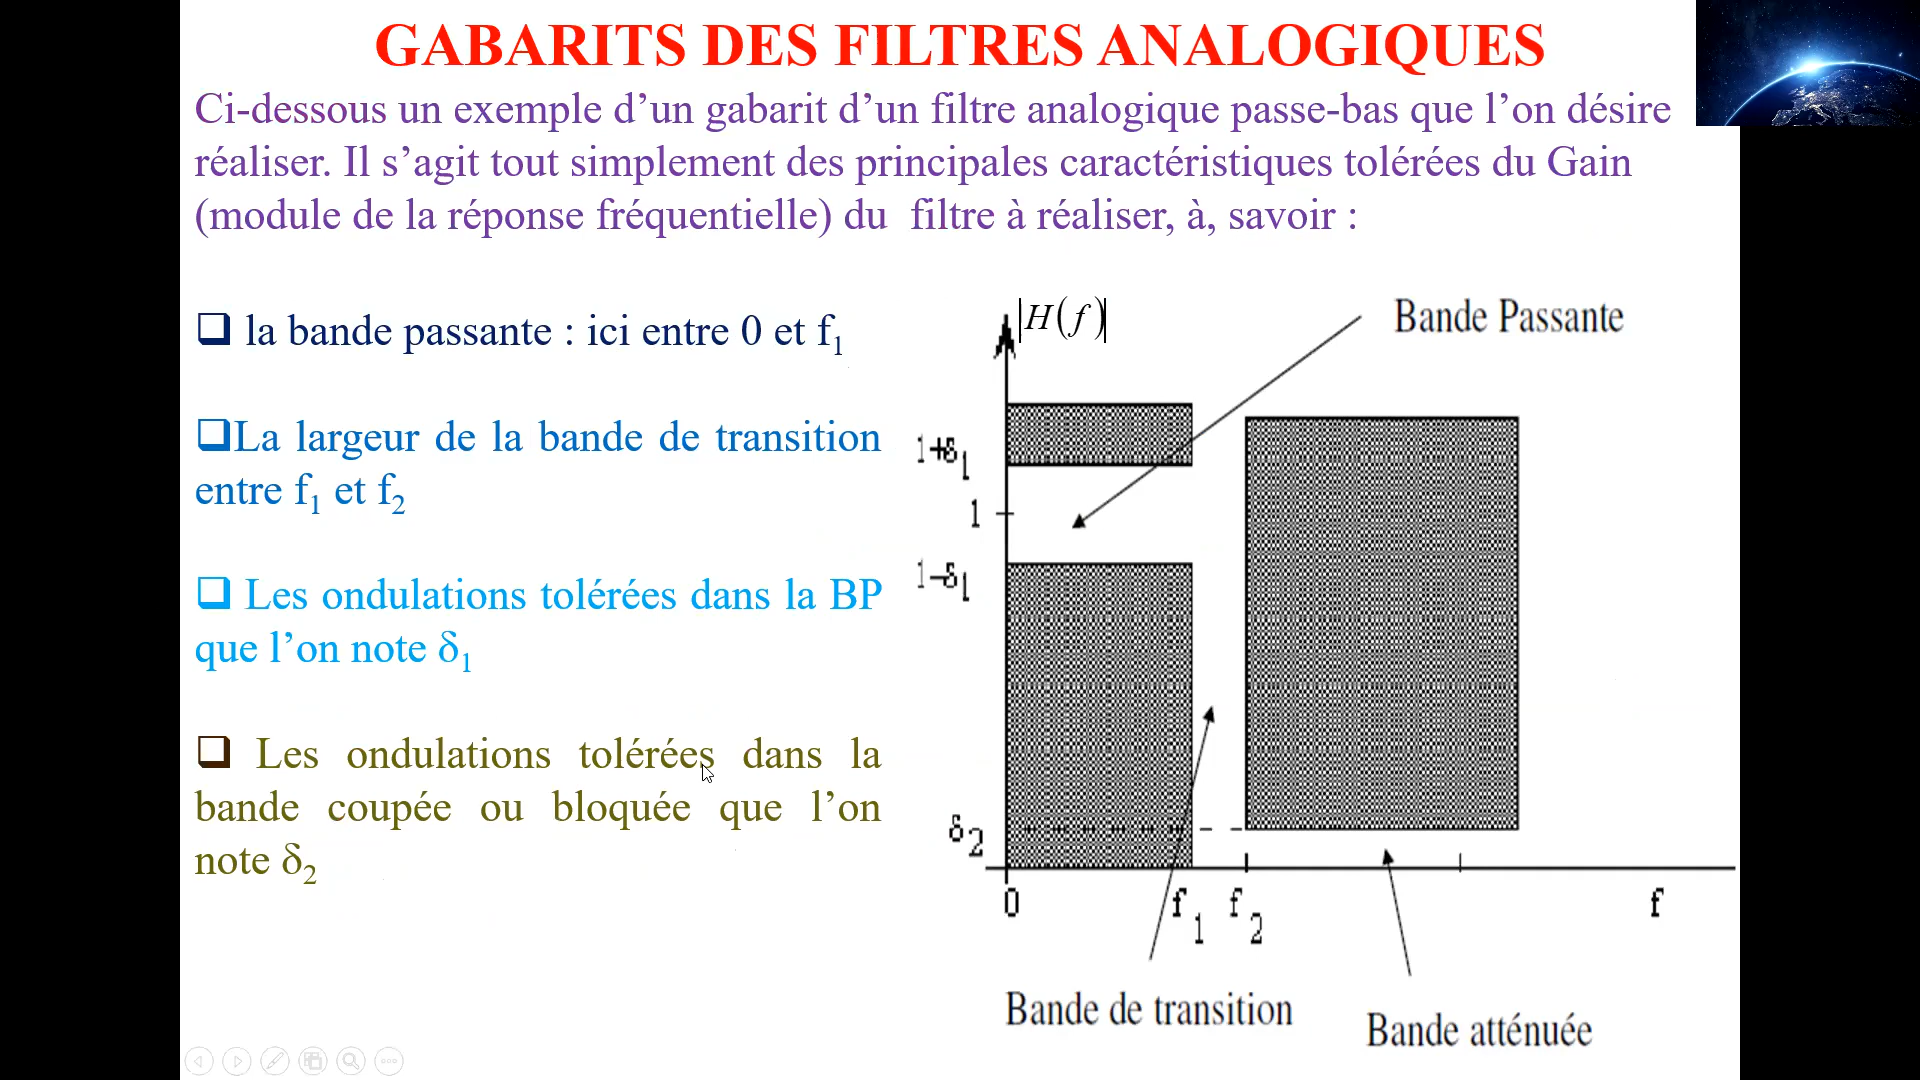 GABARITS DES FILTRES ANALOGIQUES
Ci-dessous un exemple d’un gabarit d’un filtre analogique passe-bas que l’on désire
réaliser. Il s’agit tout simplement des principales caractéristiques tolérées du Gain
(module de la réponse fréquentielle) du filtre à réaliser, à, savoir :
❑ la bande passante : ici entre 0 et f₁
❑La largeur de la bande de transition
entre f₁ et f₂
❑ Les ondulations tolérées dans la BP
que l’on note δ₁
❑ Les ondulations tolérées dans la
bande coupée ou bloquée que l’on
note δ₂
|H(f)|
Bande Passante
1+δ₁
1
1-δ₁
δ₂
0
f₁
f₂
f
Bande de transition
Bande atténuée